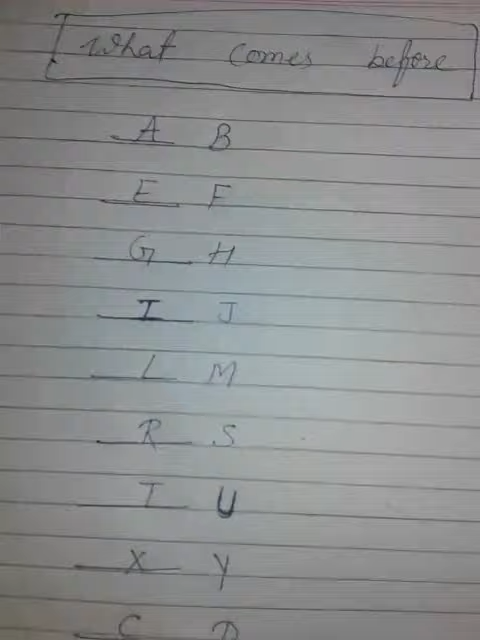 What comes before
A B
E F
G H
I J
L M
R S
T U
X Y
C D